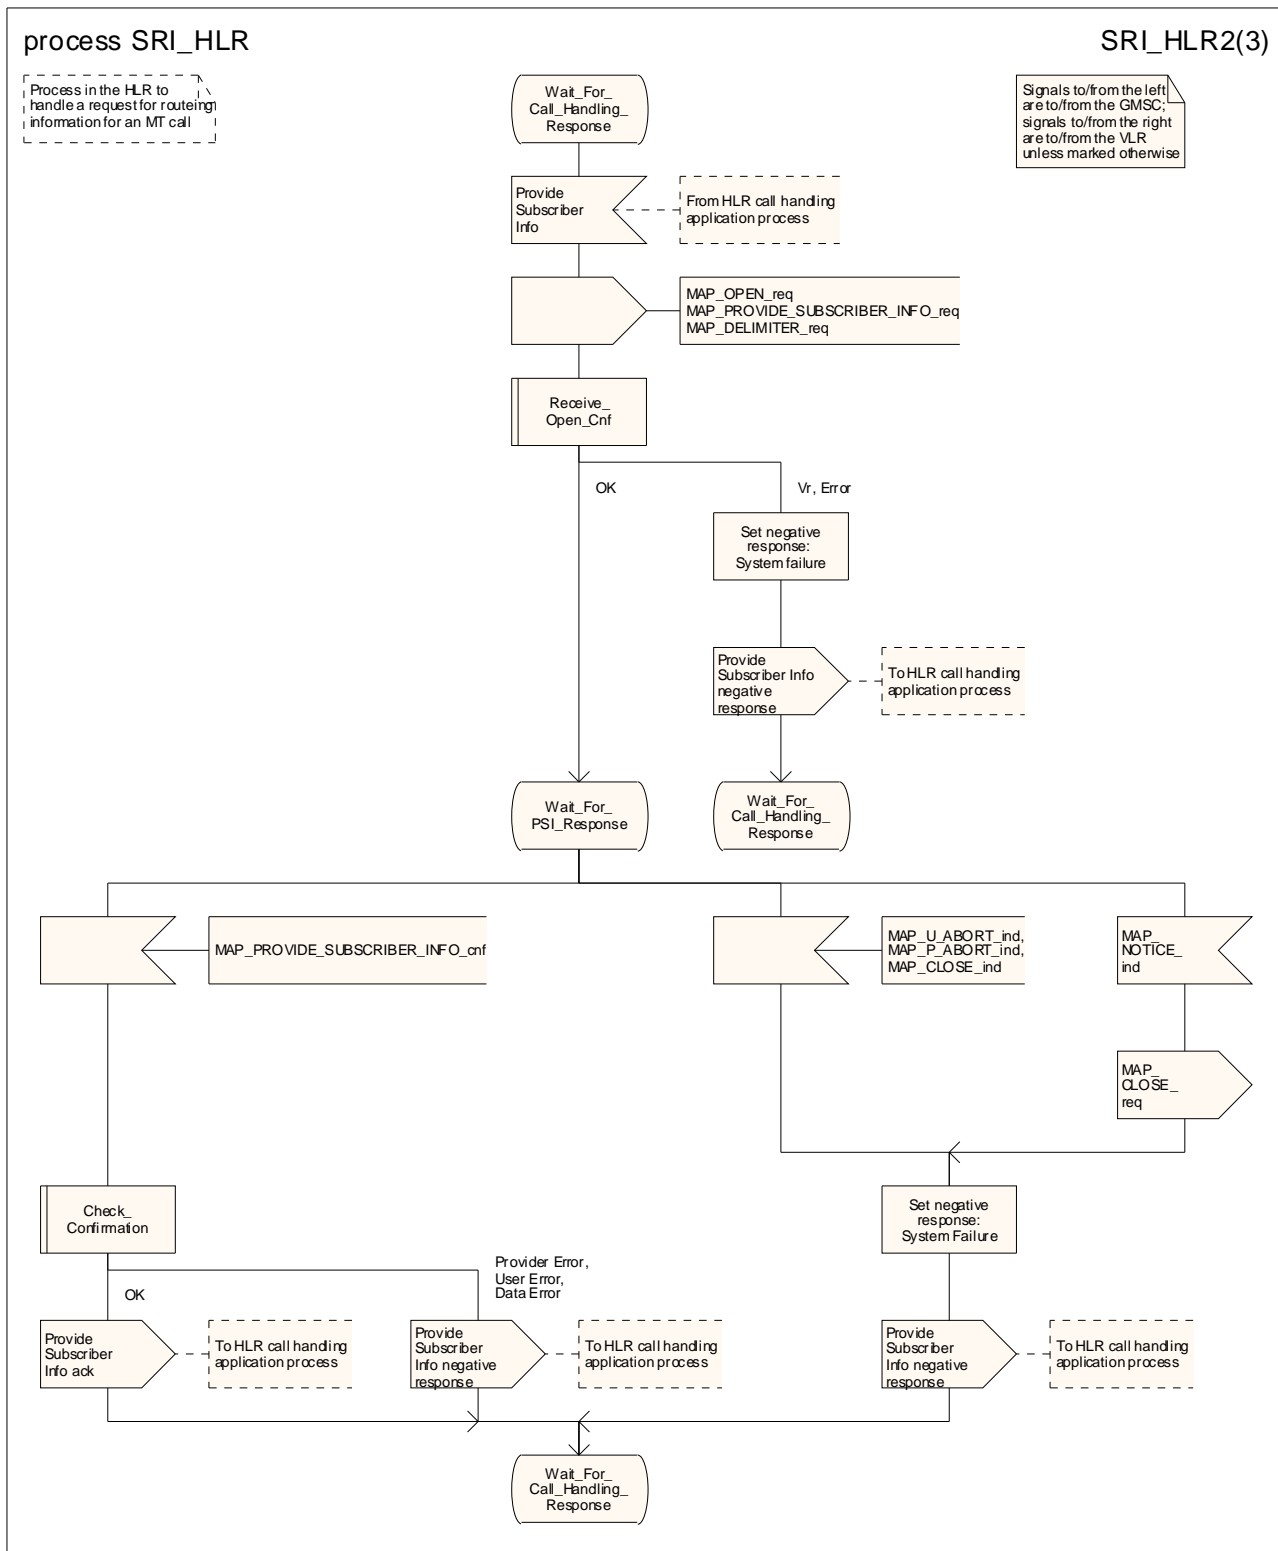 process SRI_HLR
SRI_HLR2(3)
Process in the HLR to
handle a request for routeing
information for an MT call
Wait_For_
Call_Handling_
Response
Signals to/from the left
are to/from the GMSC;
signals to/from the right
are to/from the VLR
unless marked otherwise
Provide
Subscriber
Info
From HLR call handling
application process
MAP_OPEN_req
MAP_PROVIDE_SUBSCRIBER_INFO_req
MAP_DELIMITER_req
Receive_
Open_Cnf
OK
Vr, Error
Set negative
response:
System failure
Provide
Subscriber Info
negative
response
To HLR call handling
application process
Wait_For_
PSI_Response
Wait_For_
Call_Handling_
Response
MAP_PROVIDE_SUBSCRIBER_INFO_cnf
MAP_U_ABORT_ind,
MAP_P_ABORT_ind,
MAP_CLOSE_ind
MAP_
NOTICE_
ind
MAP_
CLOSE_
req
Check_
Confirmation
Set negative
response:
System Failure
OK
Provider Error,
User Error,
Data Error
Provide
Subscriber
Info ack
To HLR call handling
application process
Provide
Subscriber
Info negative
response
To HLR call handling
application process
Provide
Subscriber
Info negative
response
To HLR call handling
application process
Wait_For_
Call_Handling_
Response